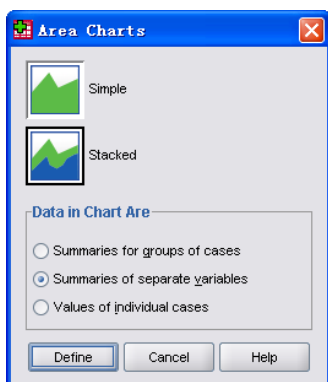 Area Charts
Simple
Stacked
Data in Chart Are
Summaries for groups of cases
Summaries of separate variables
Values of individual cases
Define Cancel Help